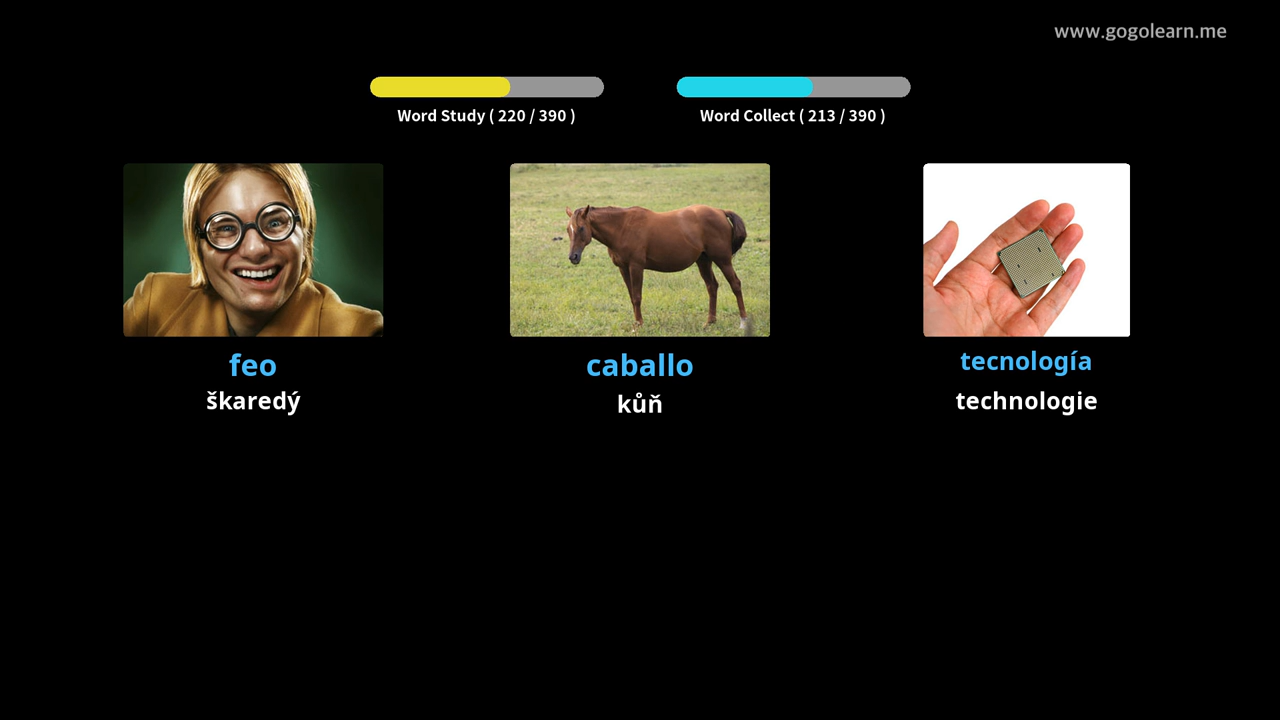 www.gogolearn.me
Word Study ( 220 / 390 )
Word Collect ( 213 / 390 )
feo
škaredý
caballo
kůň
tecnología
technologie